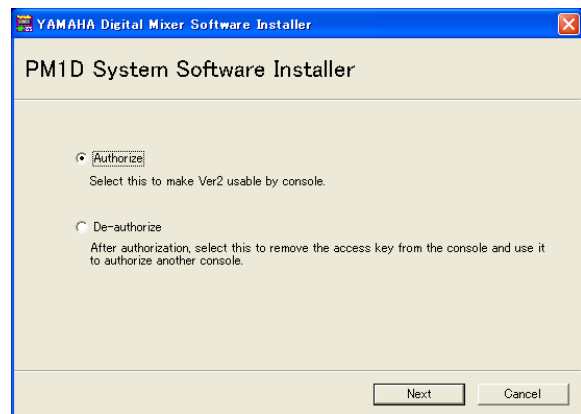 YAMAHA Digital Mixer Software Installer
PM1D System Software Installer
Authorize
Select this to make Ver2 usable by console.
De-authorize
After authorization, select this to remove the access key from the console and use it
to authorize another console.
Next
Cancel